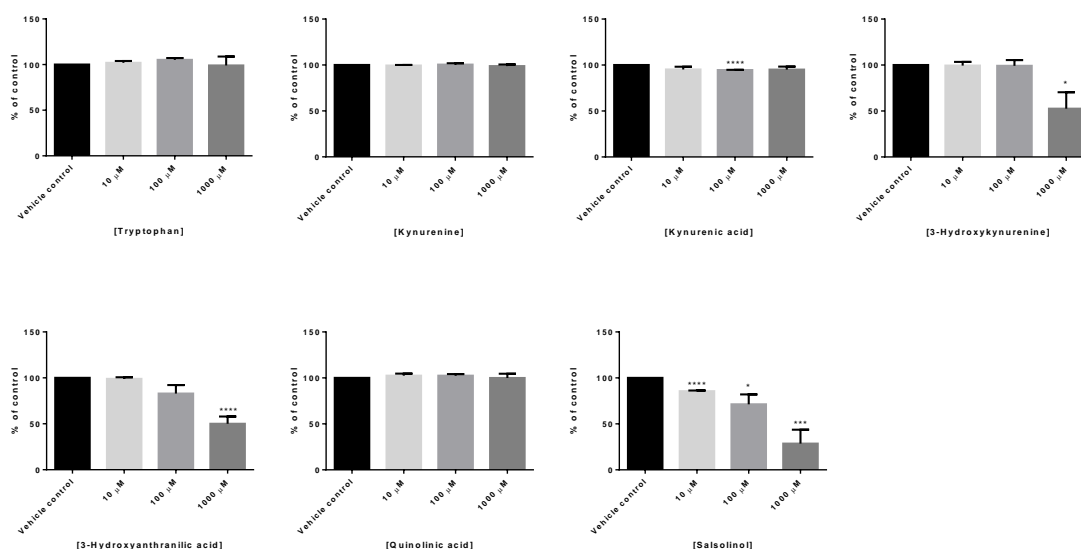 150
100
50
0
% of control
Vehicle control
10 μM
100 μM
1000 μM
[Tryptophan]
150
100
50
0
% of control
Vehicle control
10 μM
100 μM
1000 μM
[Kynurenine]
150
100
50
0
% of control
****
Vehicle control
10 μM
100 μM
1000 μM
[Kynurenic acid]
150
100
50
0
% of control
*
Vehicle control
10 μM
100 μM
1000 μM
[3-Hydroxykynurenine]
150
100
50
0
% of control
****
Vehicle control
10 μM
100 μM
1000 μM
[3-Hydroxyanthranilic acid]
150
100
50
0
% of control
Vehicle control
10 μM
100 μM
1000 μM
[Quinolinic acid]
150
100
50
0
% of control
****
*
***
Vehicle control
10 μM
100 μM
1000 μM
[Salsolinol]